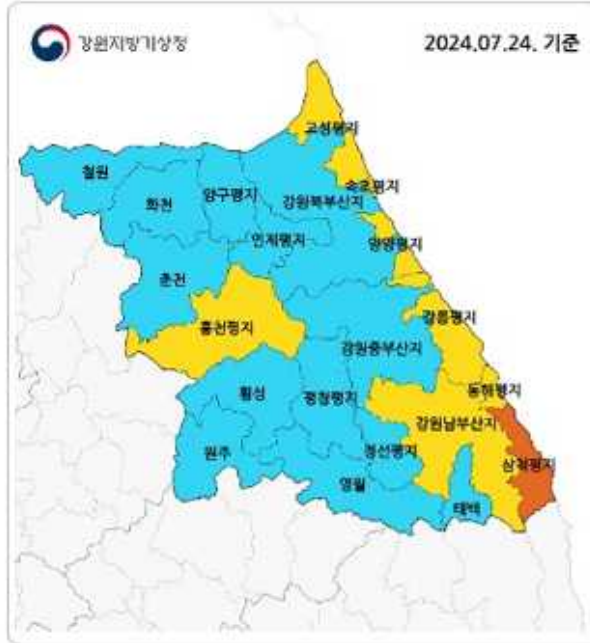 강원지방기상청
2024.07.24. 기준
고성평지
철원
양구평지
속초평지
화천
강원북부산지
인제평지
양양평지
춘천
강릉평지
홍천평지
강원중부산지
동해평지
횡성
평창평지
강원남부산지
원주
정선평지
삼척평지
영월
태백